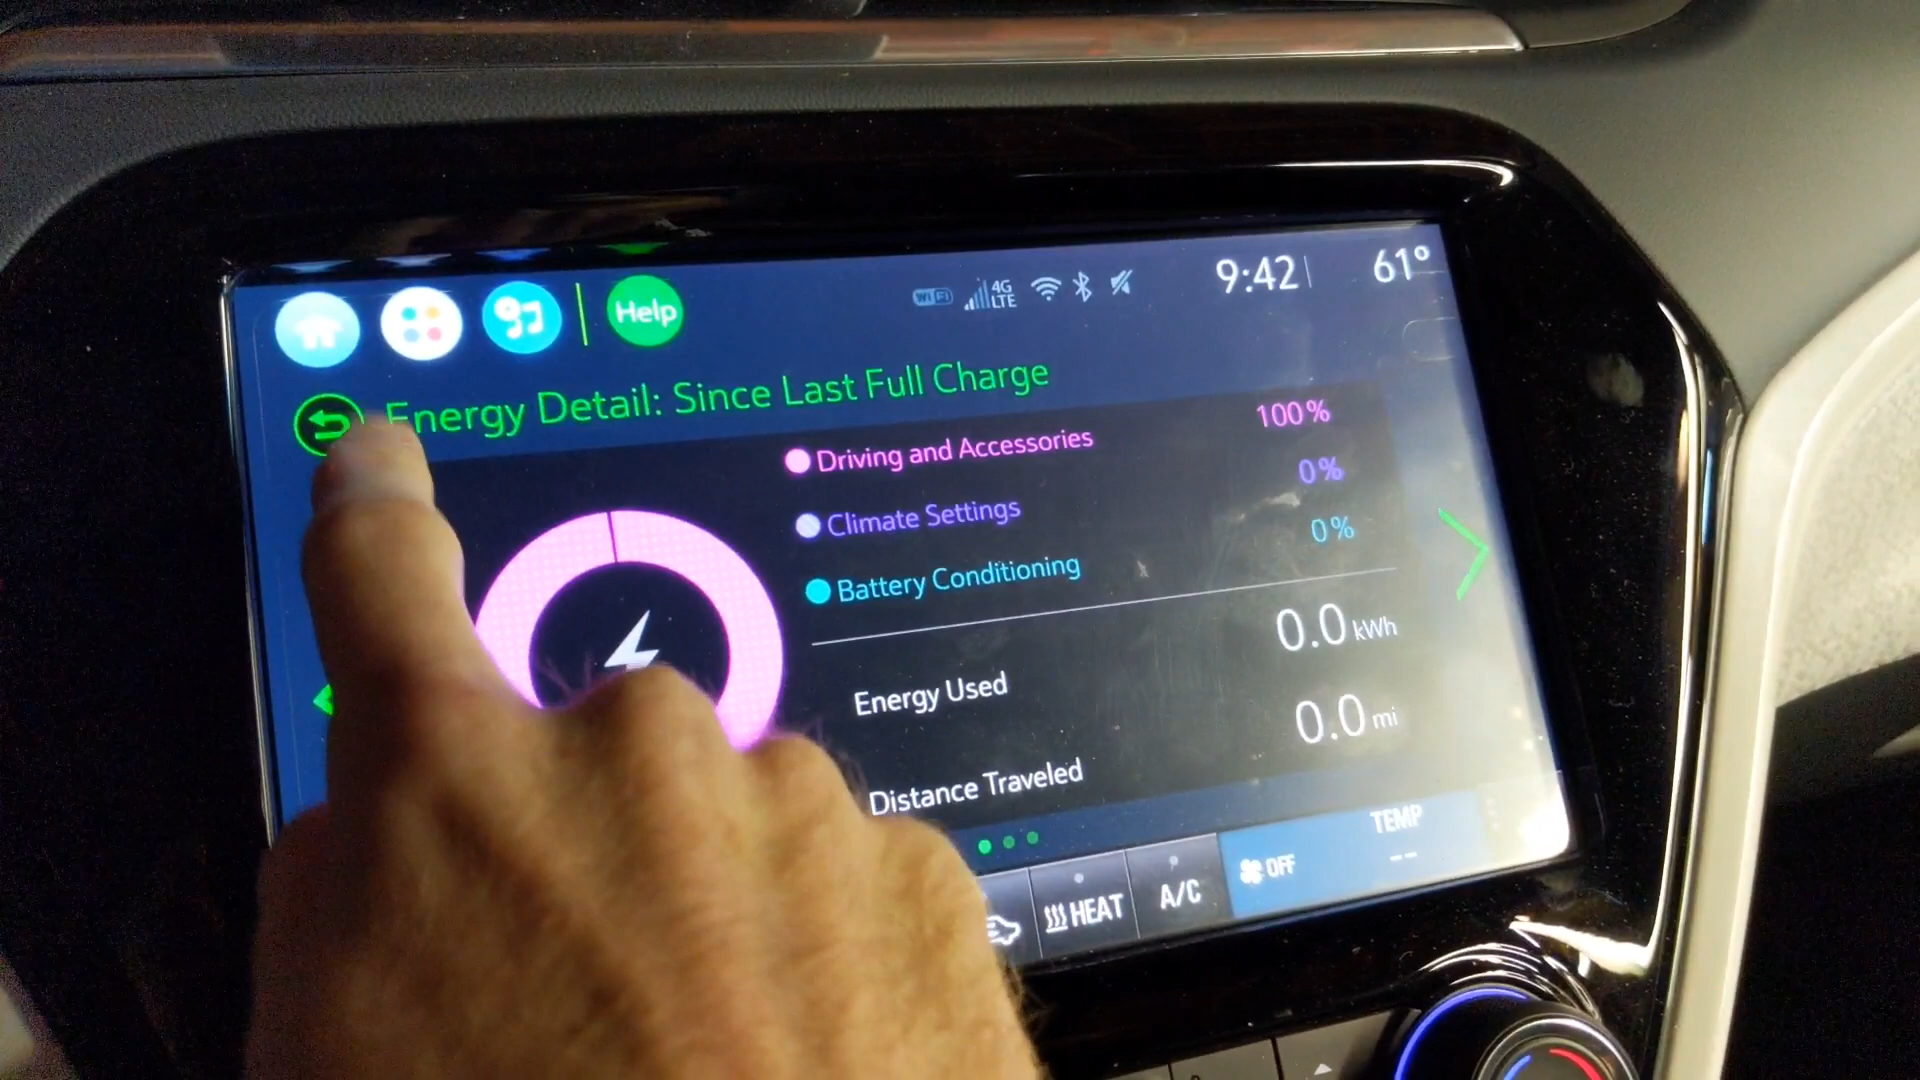 WiFi 4G LTE 9:42 61°
Help
Energy Detail: Since Last Full Charge
Driving and Accessories 100%
Climate Settings 0%
Battery Conditioning 0%
Energy Used 0.0 kWh
Distance Traveled 0.0 mi
HEAT A/C OFF TEMP --